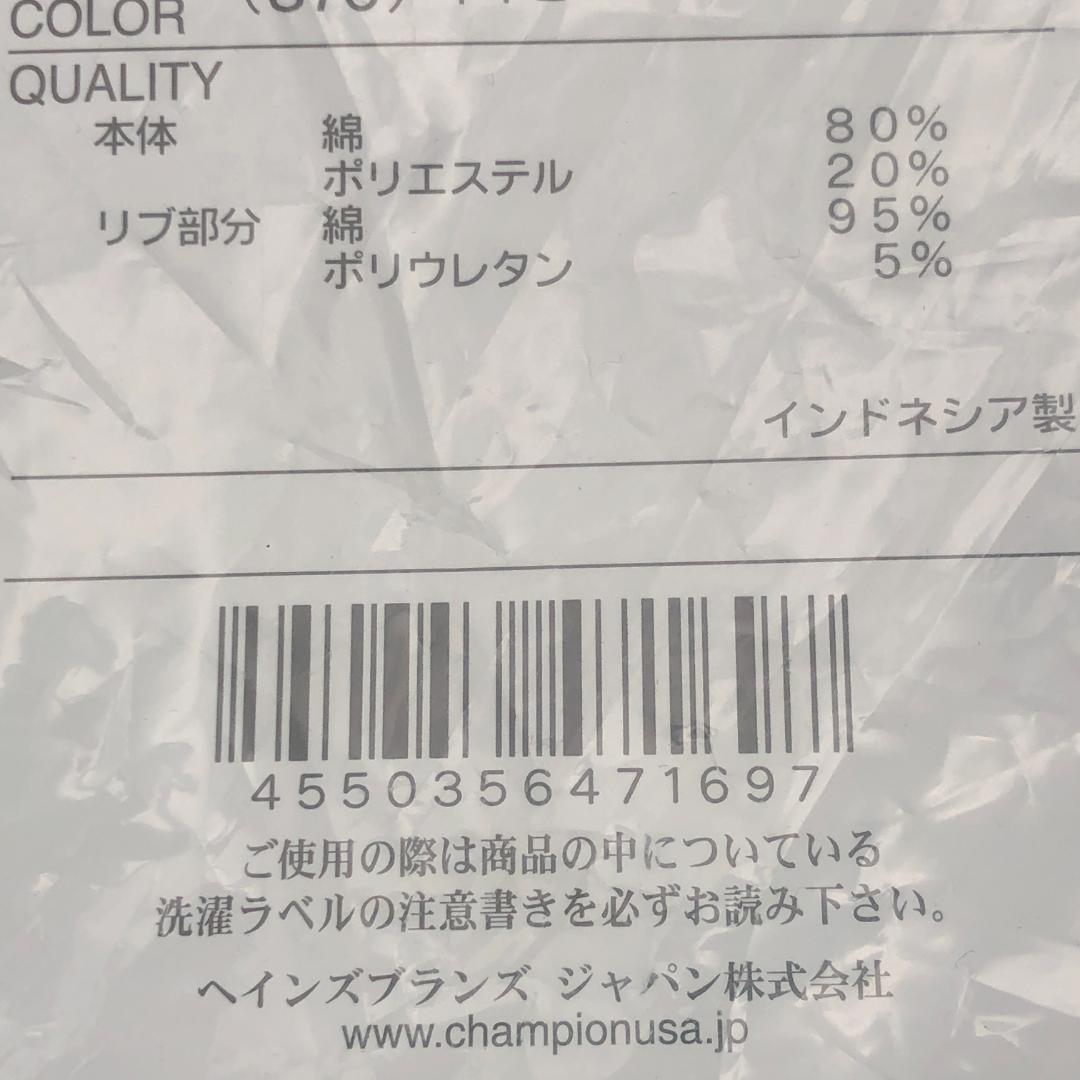 COLOR
QUALITY
本体 綿 80%
ポリエステル 20%
リブ部分 綿 95%
ポリウレタン 5%
インドネシア製
4550356471697
ご使用の際は商品の中についている
洗濯ラベルの注意書きを必ずお読み下さい。
ヘインズブランズ ジャパン株式会社
www.championusa.jp